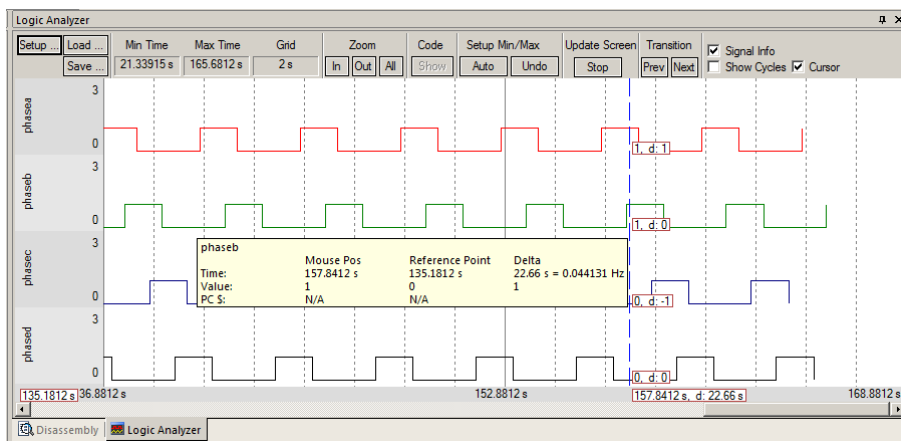 Logic Analyzer
Setup ... Load ... Min Time Max Time Grid Zoom Code Setup Min/Max Update Screen Transition Signal Info
Save ... 21.33915 s 165.6812 s 2 s In Out All Show Auto Undo Stop Prev Next Show Cycles Cursor
phasea
3
0
1, d: 1
phaseb
3
0
1, d: 0
phaseb
Mouse Pos Reference Point Delta
Time: 157.8412 s 135.1812 s 22.66 s = 0.044131 Hz
Value: 1 0 1
PC $: N/A N/A
phasec
3
0
0, d: -1
phased
3
0
0, d: 0
135.1812 s 36.8812 s 152.8812 s 157.8412 s, d: 22.66 s 168.8812 s
Disassembly Logic Analyzer